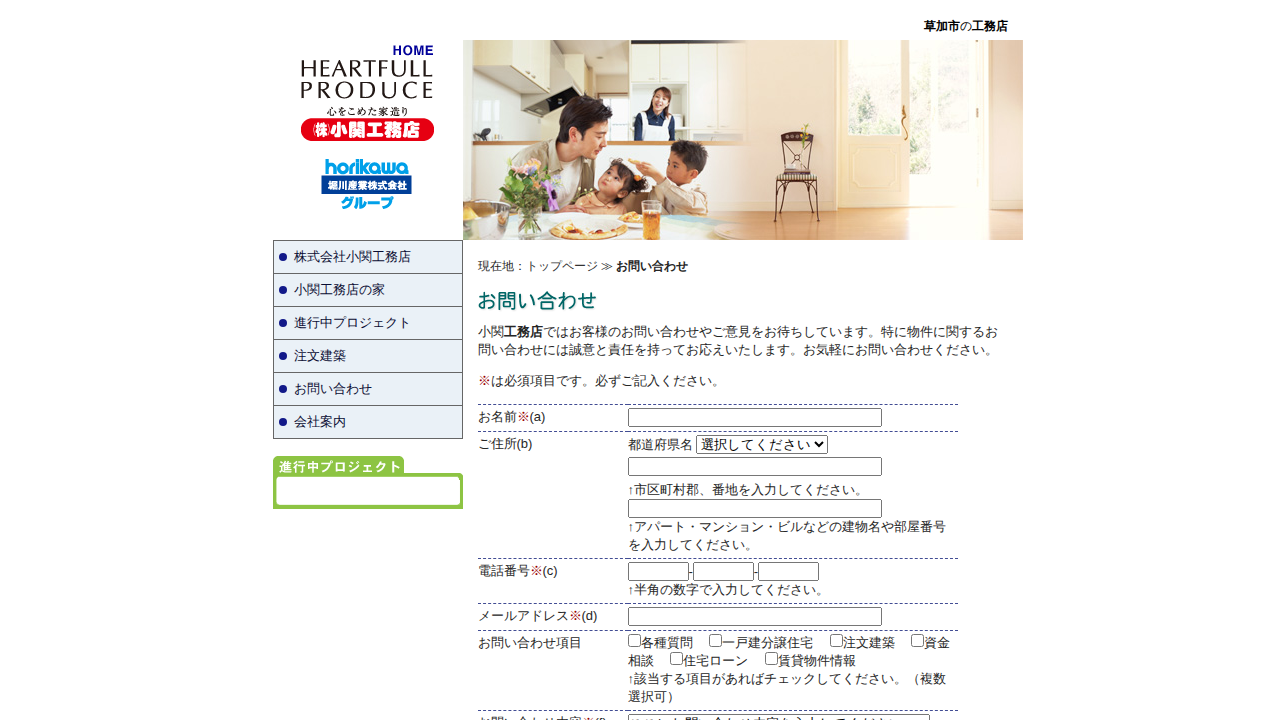 草加市の工務店
HOME
HEARTFULL
PRODUCE
心をこめた家造り
(株)小関工務店
horikawa
堀川産業株式会社
グループ
株式会社小関工務店
小関工務店の家
進行中プロジェクト
注文建築
お問い合わせ
会社案内
進行中プロジェクト
現在地：トップページ ≫ お問い合わせ
お問い合わせ
小関工務店ではお客様のお問い合わせやご意見をお待ちしています。特に物件に関するお
問い合わせには誠意と責任を持ってお応えいたします。お気軽にお問い合わせください。
※は必須項目です。必ずご記入ください。
お名前※(a)
ご住所(b)
都道府県名 選択してください
↑市区町村郡、番地を入力してください。
↑アパート・マンション・ビルなどの建物名や部屋番号
を入力してください。
電話番号※(c)
- -
↑半角の数字で入力してください。
メールアドレス※(d)
お問い合わせ項目
各種質問 一戸建分譲住宅 注文建築 資金
相談 住宅ローン 賃貸物件情報
↑該当する項目があればチェックしてください。（複数
選択可）